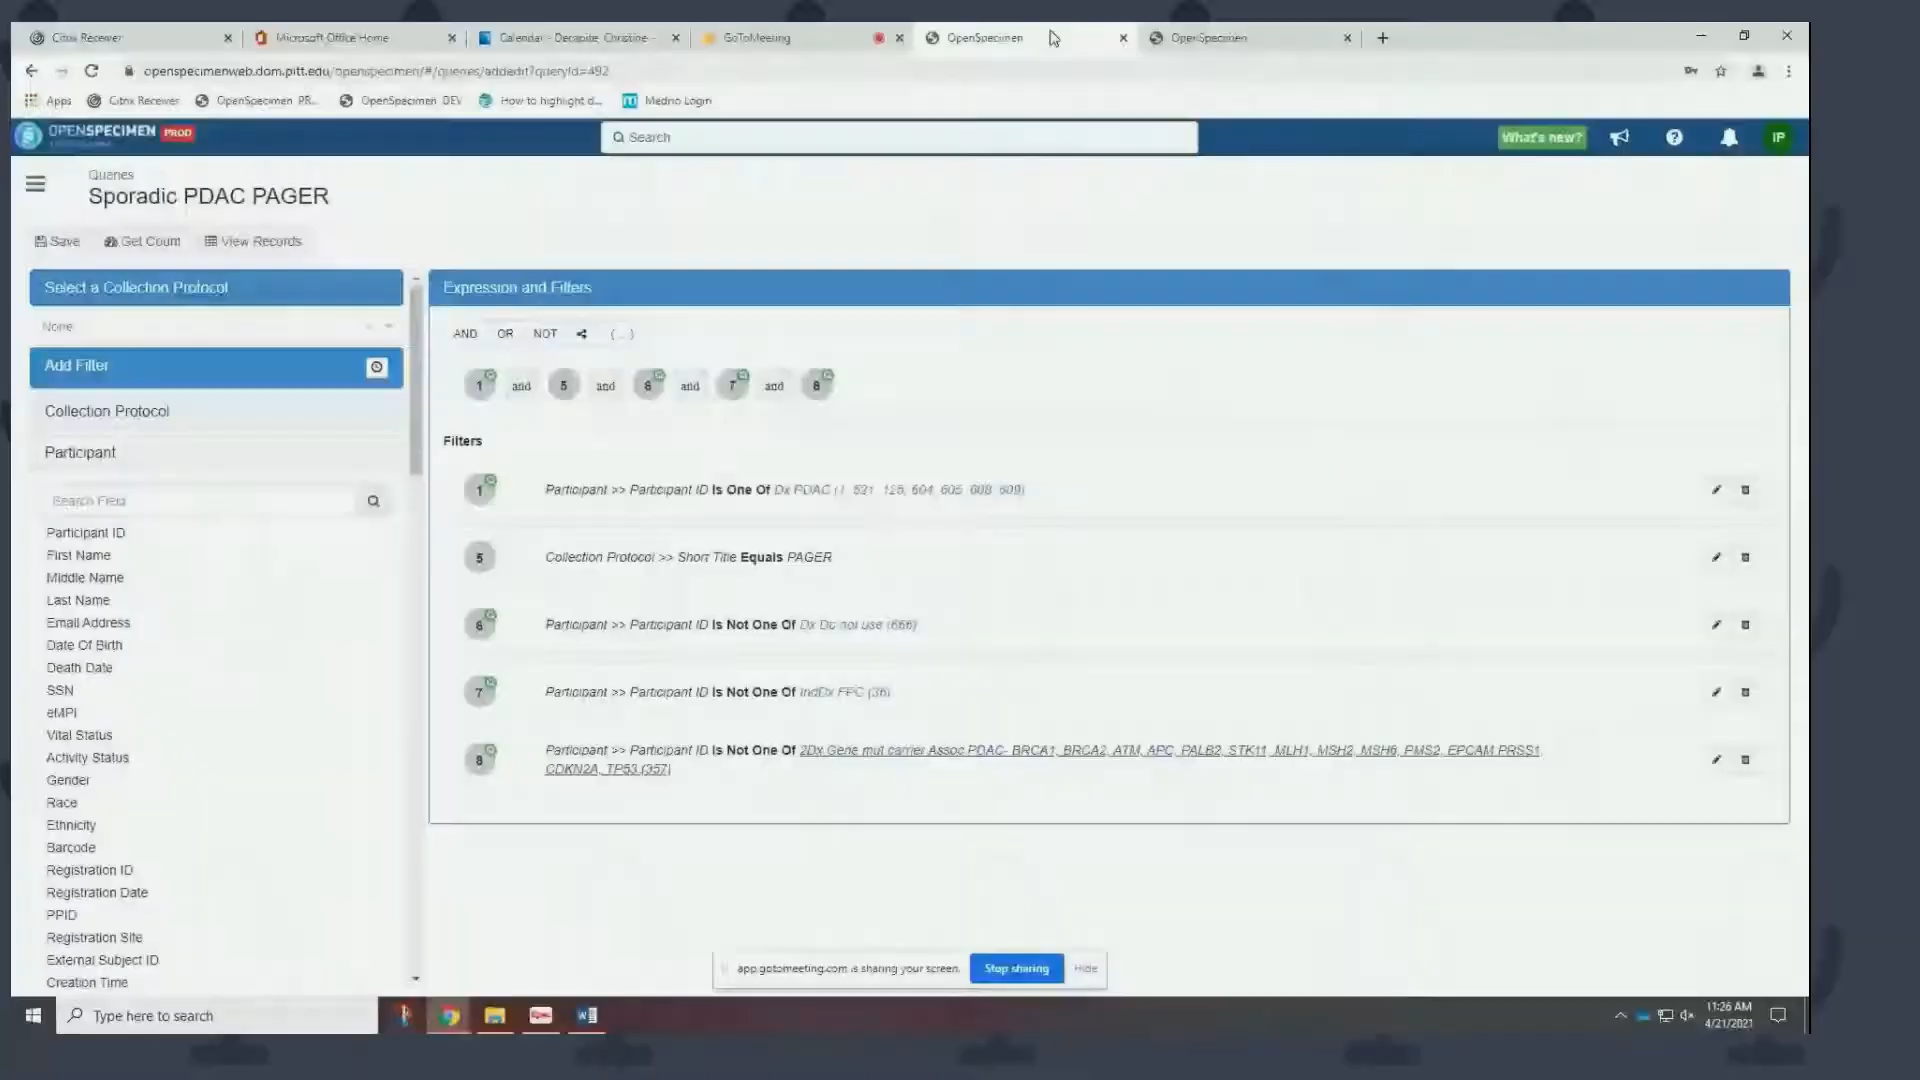 Citrix Receiver
Microsoft Office Home
Calendar - Decapite, Christine -
GoToMeeting
OpenSpecimen
OpenSpecimen
openspecimenweb.dom.pitt.edu/openspecimen/#/queries/addedit?queryId=492
Apps
Citrix Receiver
OpenSpecimen PR...
OpenSpecimen DEV
How to highlight d...
Medrio Login
OPENSPECIMEN PROD
Search
What's new?
IP
Queries
Sporadic PDAC PAGER
Save
Get Count
View Records
Select a Collection Protocol
None
Add Filter
Collection Protocol
Participant
Search Field
Participant ID
First Name
Middle Name
Last Name
Email Address
Date Of Birth
Death Date
SSN
eMPI
Vital Status
Activity Status
Gender
Race
Ethnicity
Barcode
Registration ID
Registration Date
PPID
Registration Site
External Subject ID
Creation Time
Expression and Filters
AND OR NOT (...)
1 and 5 and 6 and 7 and 8
Filters
1 Participant >> Participant ID Is One Of Dx PDAC
5 Collection Protocol >> Short Title Equals PAGER
6 Participant >> Participant ID Is Not One Of Dx Do not use (666)
7 Participant >> Participant ID Is Not One Of IndDx FPC (36)
8 Participant >> Participant ID Is Not One Of 2Dx Gene mut carrier Assoc PDAC- BRCA1, BRCA2, ATM, APC, PALB2, STK11, MLH1, MSH2, MSH6, PMS2, EPCAM PRSS1,
CDKN2A, TP53 (357)
app.gotomeeting.com is sharing your screen.
Stop sharing
Hide
Type here to search
11:26 AM
4/21/2021